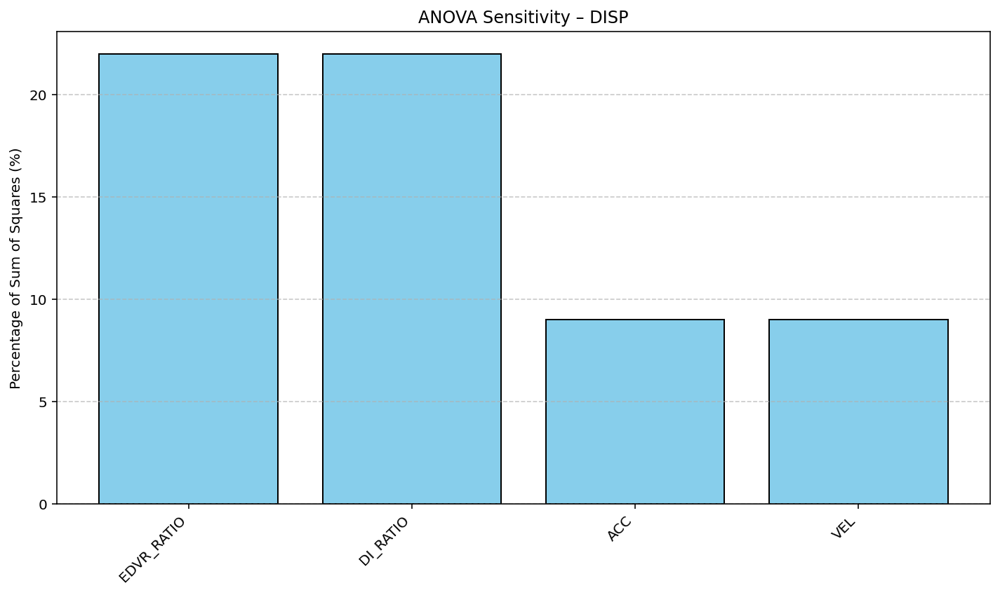 ANOVA Sensitivity – DISP
Percentage of Sum of Squares (%)
20
15
10
5
0
EDVR_RATIO
DI_RATIO
ACC
VEL